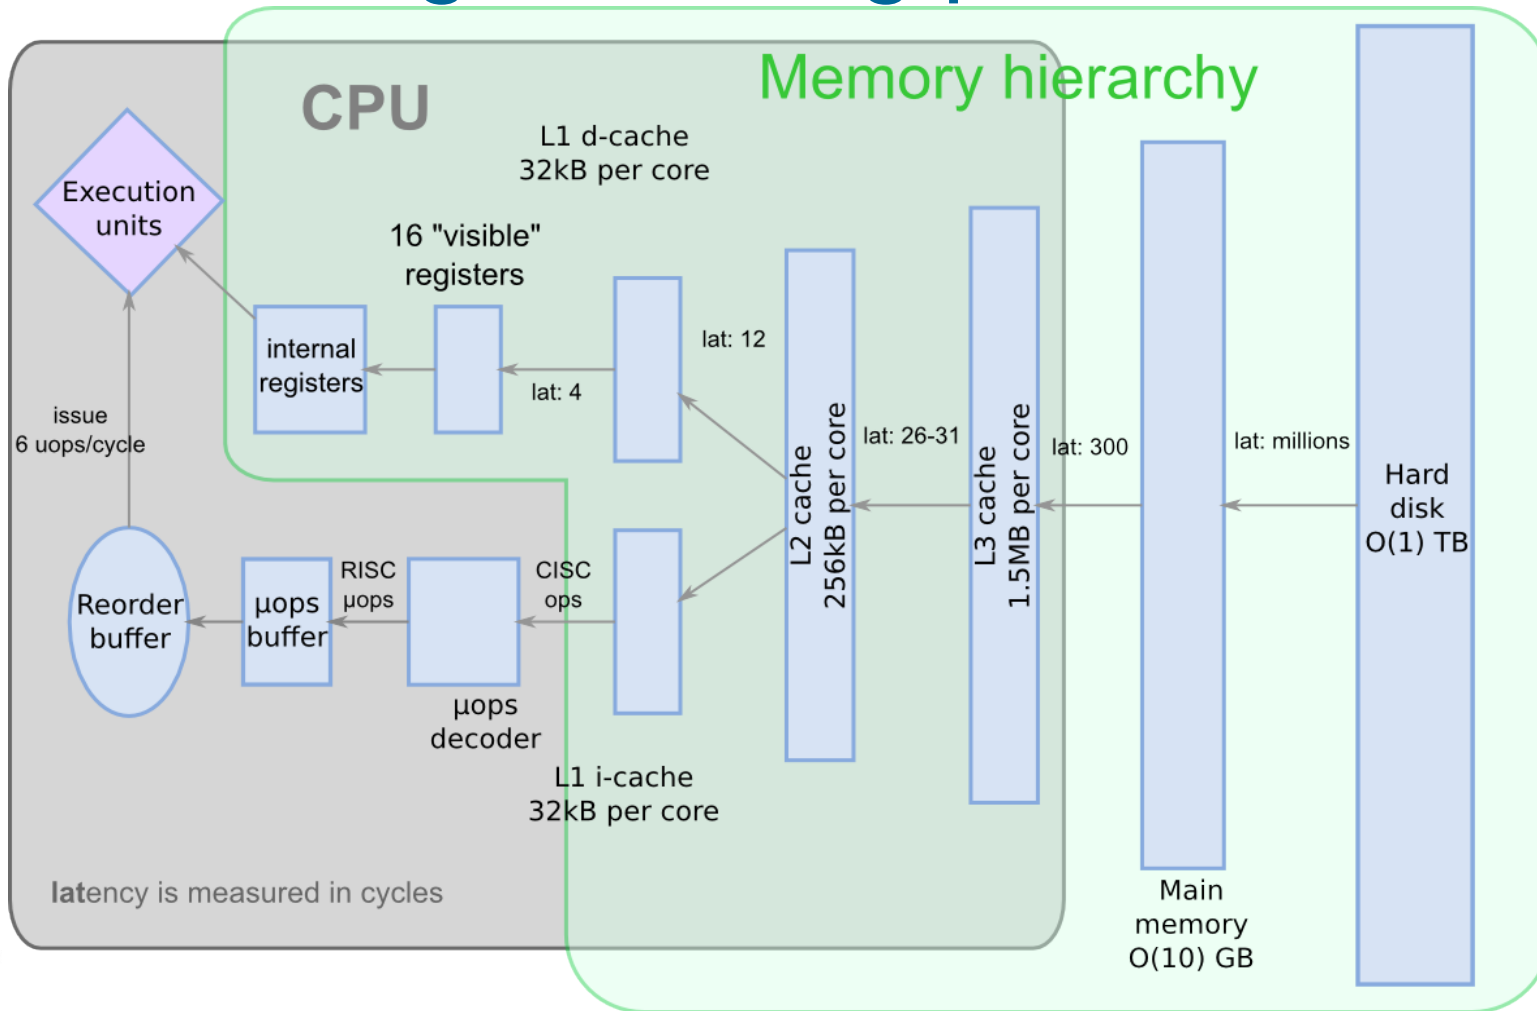 Memory hierarchy
CPU
L1 d-cache
32kB per core
Execution
units
16 "visible"
registers
internal
registers
lat: 4
lat: 12
L2 cache
256kB per core
lat: 26-31
L3 cache
1.5MB per core
lat: 300
lat: millions
Hard
disk
O(1) TB
issue
6 uops/cycle
Reorder
buffer
µops
buffer
RISC
µops
CISC
ops
µops
decoder
L1 i-cache
32kB per core
Main
memory
O(10) GB
latency is measured in cycles